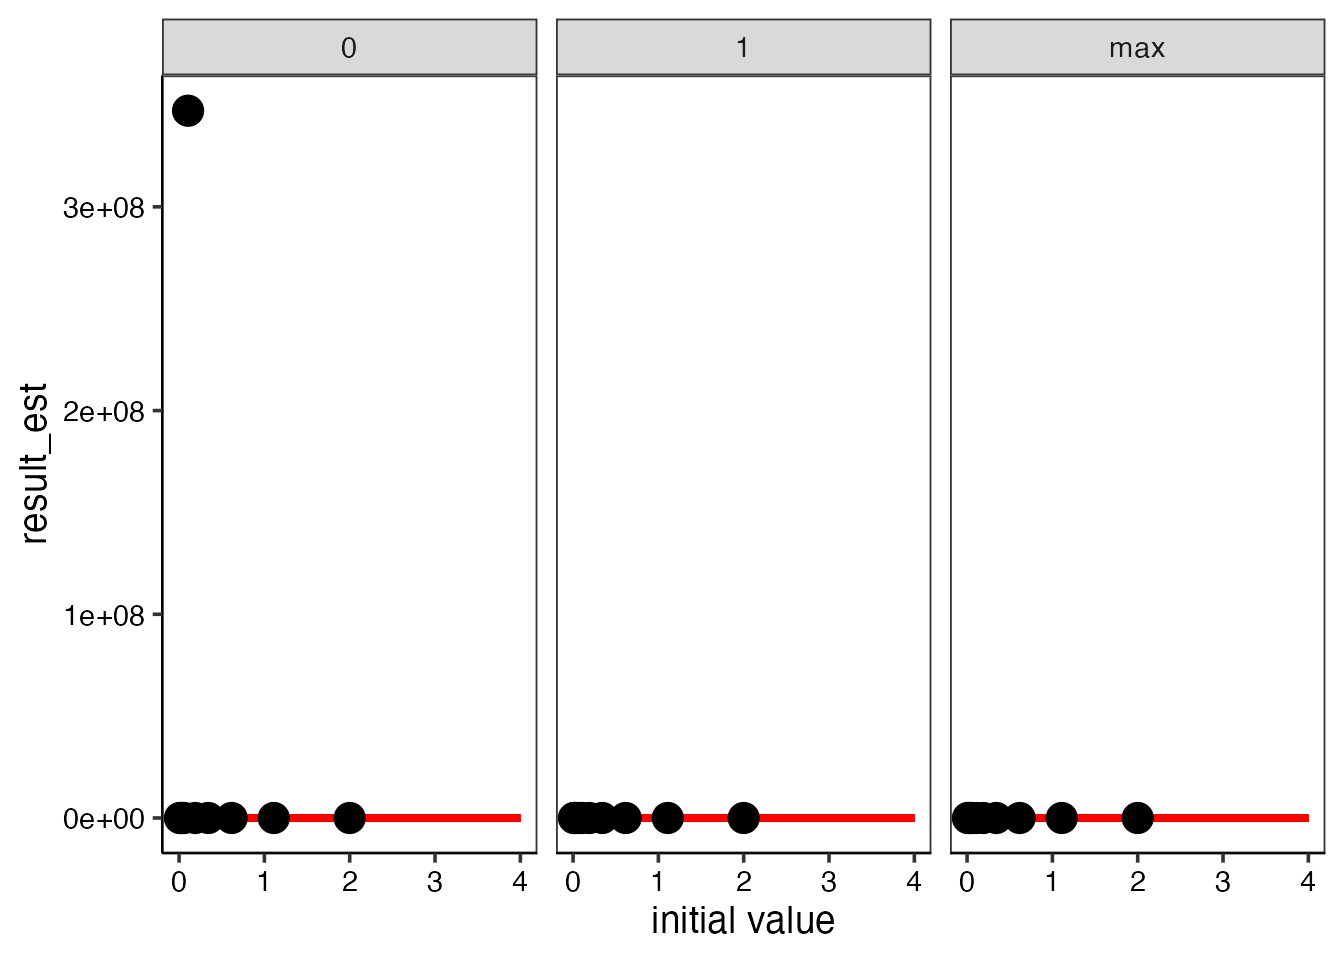 0
1
max
3e+08
2e+08
1e+08
0e+00
result_est
0 1 2 3 4
0 1 2 3 4
0 1 2 3 4
initial value